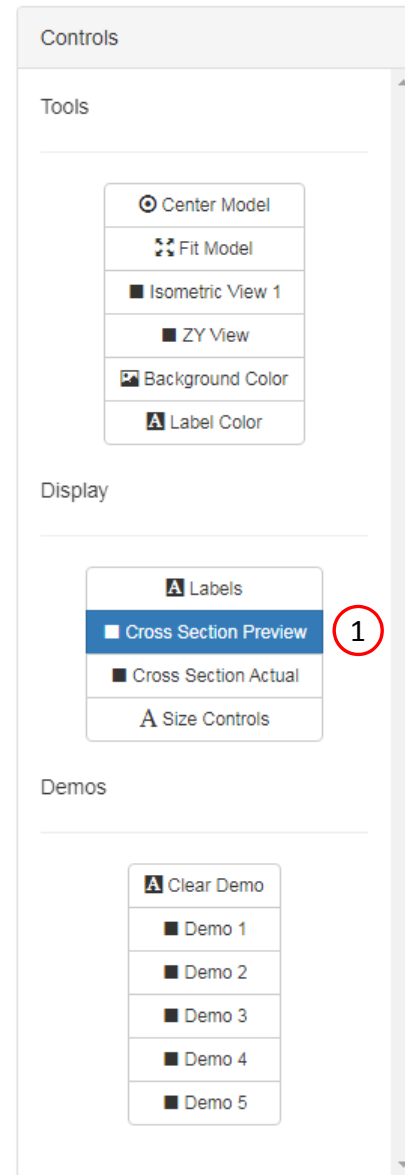 Controls
Tools
Center Model
Fit Model
Isometric View 1
ZY View
Background Color
A Label Color
Display
A Labels
Cross Section Preview 1
Cross Section Actual
A Size Controls
Demos
A Clear Demo
Demo 1
Demo 2
Demo 3
Demo 4
Demo 5